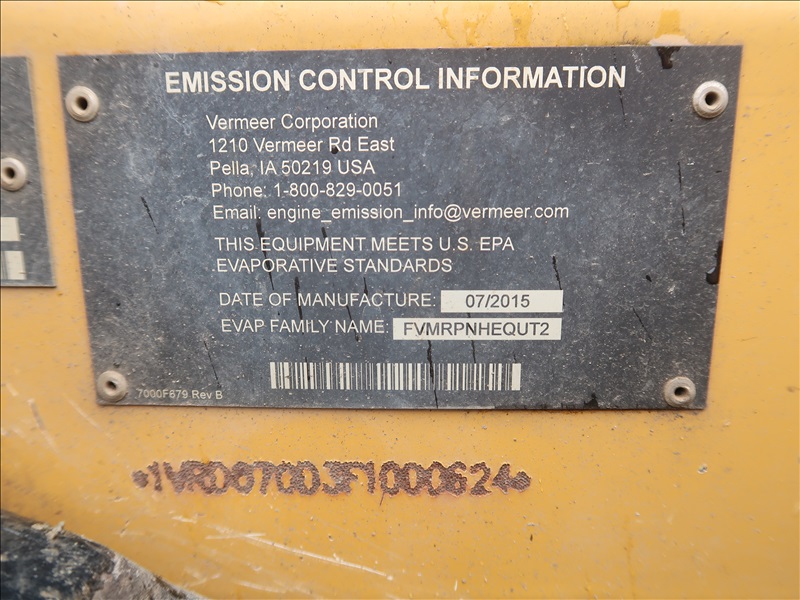 EMISSION CONTROL INFORMATION
Vermeer Corporation
1210 Vermeer Rd East
Pella, IA 50219 USA
Phone: 1-800-829-0051
Email: engine_emission_info@vermeer.com
THIS EQUIPMENT MEETS U.S. EPA
EVAPORATIVE STANDARDS
DATE OF MANUFACTURE: 07/2015
EVAP FAMILY NAME: FVMRPNHEQUT2
7000F879 Rev B